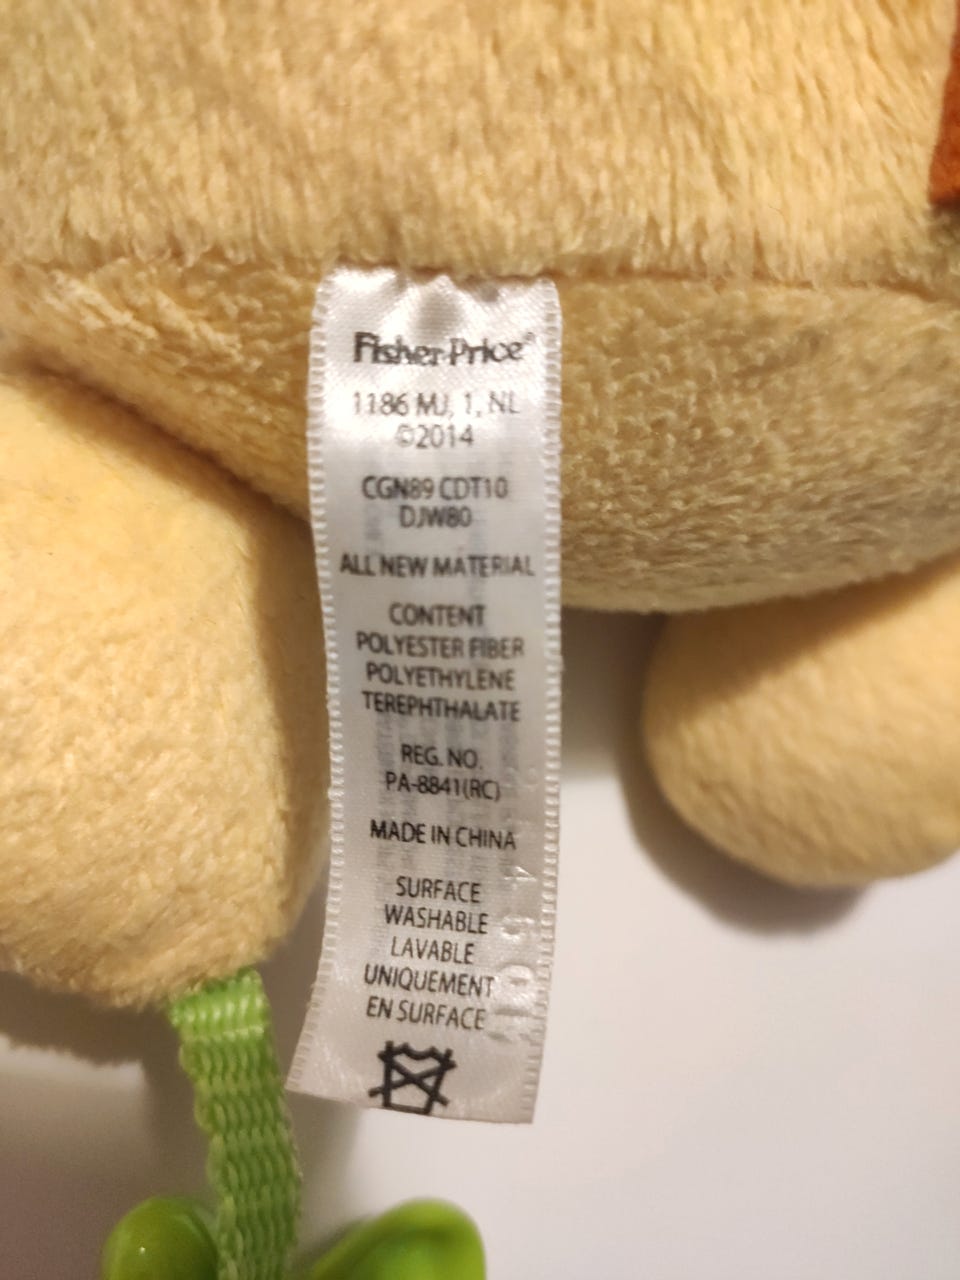 Fisher-Price®
1186 MJ, 1, NL
©2014
CGN89 CDT10
DJW80
ALL NEW MATERIAL
CONTENT
POLYESTER FIBER
POLYETHYLENE
TEREPHTHALATE
REG. NO.
PA-8841(RC)
MADE IN CHINA
SURFACE
WASHABLE
LAVABLE
UNIQUEMENT
EN SURFACE